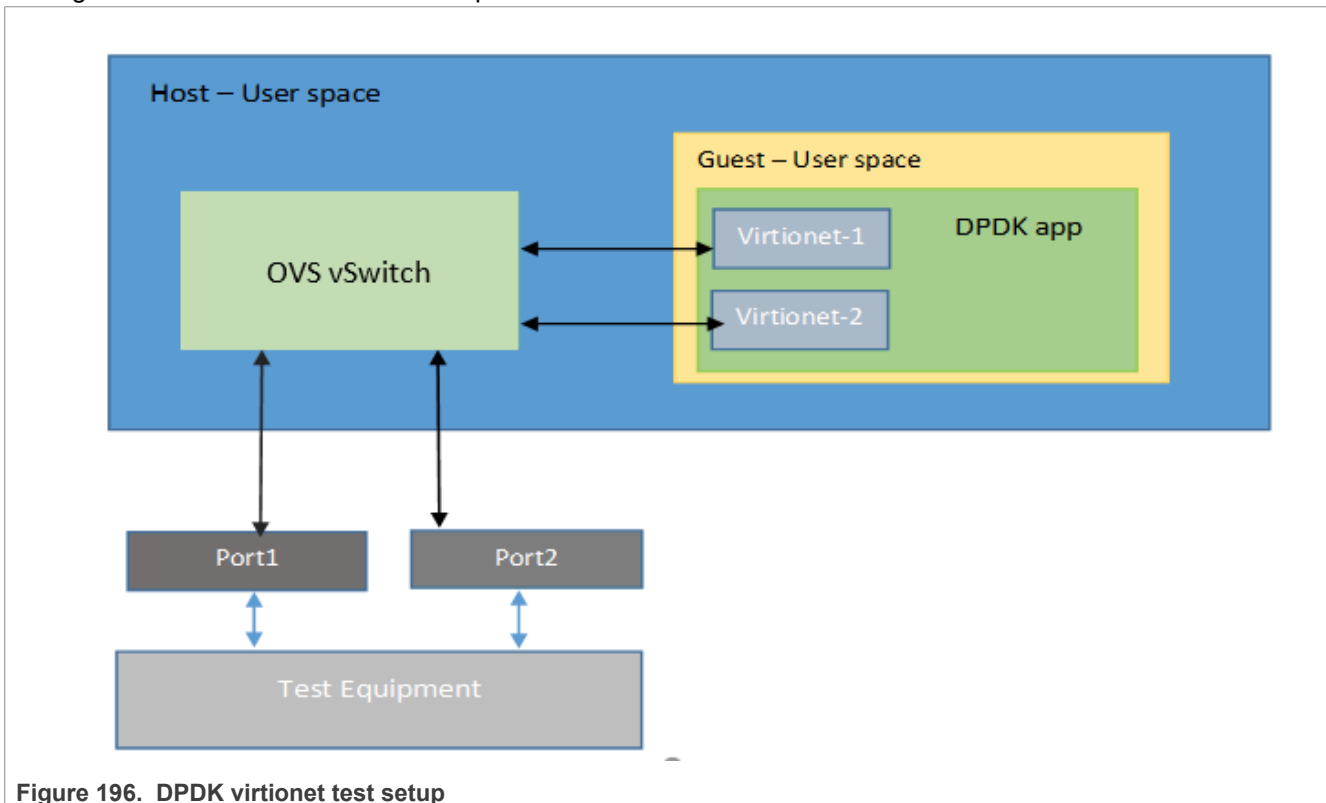 Host – User space
Guest – User space
DPDK app
Virtionet-1
OVS vSwitch
Virtionet-2
Port1
Port2
Test Equipment
Figure 196. DPDK virtionet test setup